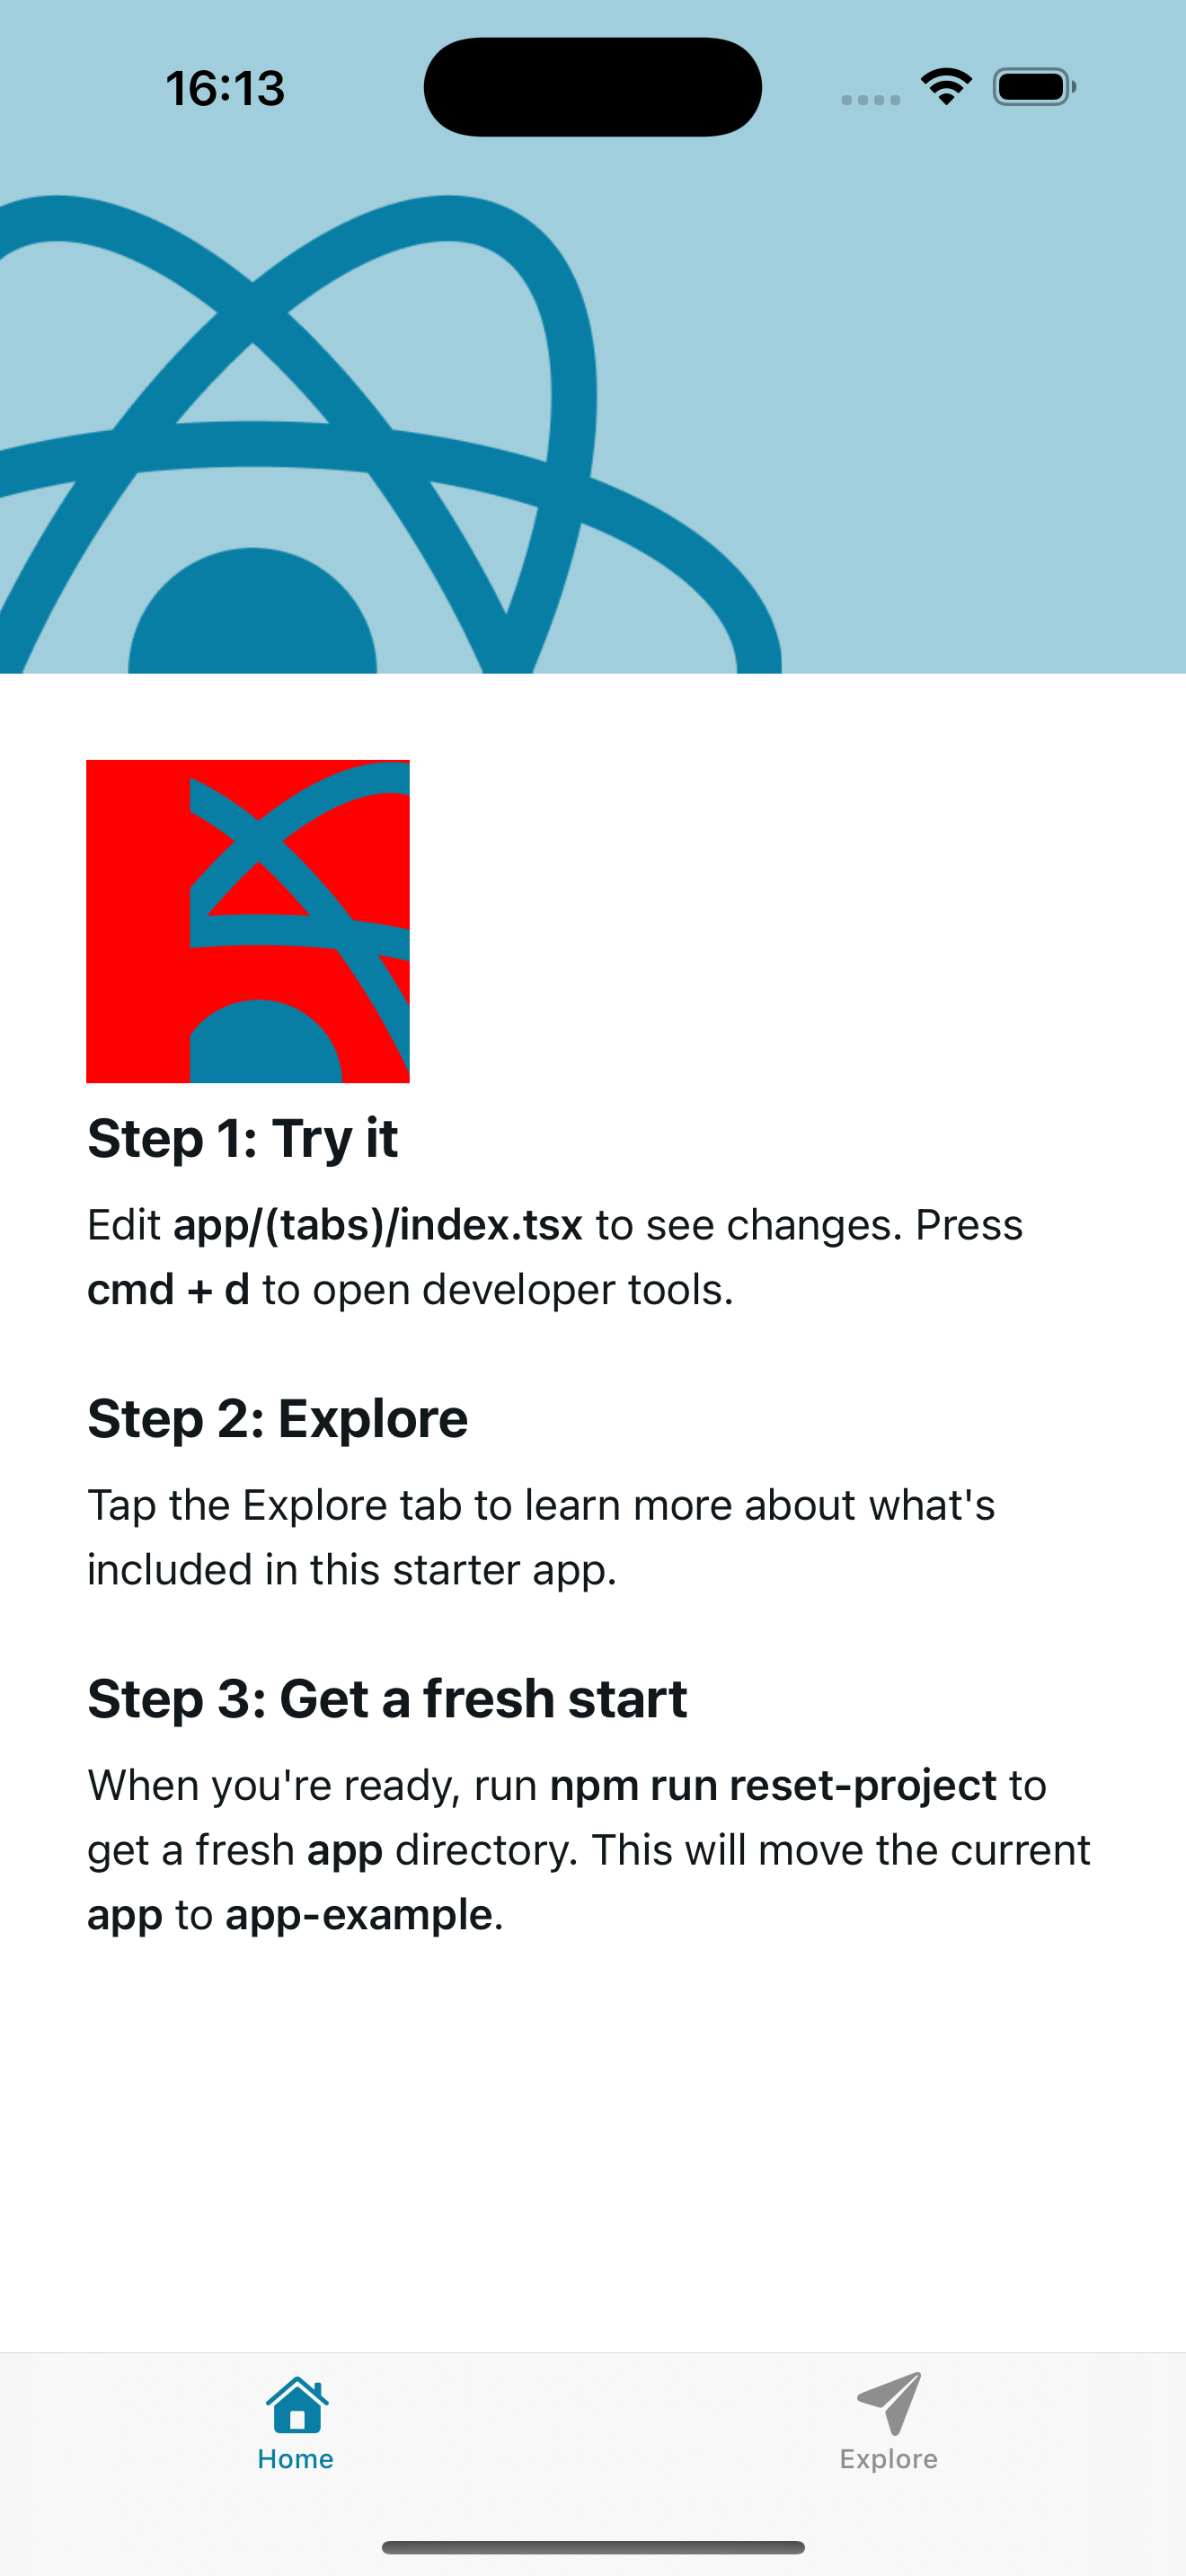 16:13
Step 1: Try it
Edit app/(tabs)/index.tsx to see changes. Press
cmd + d to open developer tools.
Step 2: Explore
Tap the Explore tab to learn more about what's
included in this starter app.
Step 3: Get a fresh start
When you're ready, run npm run reset-project to
get a fresh app directory. This will move the current
app to app-example.
Home
Explore